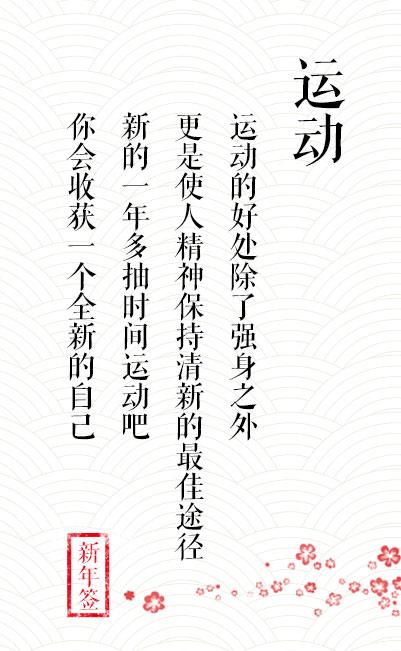 运动
运动的好处除了强身之外
更是使人精神保持清新的最佳途径
新的一年多抽时间运动吧
你会收获一个全新的自己
新年签